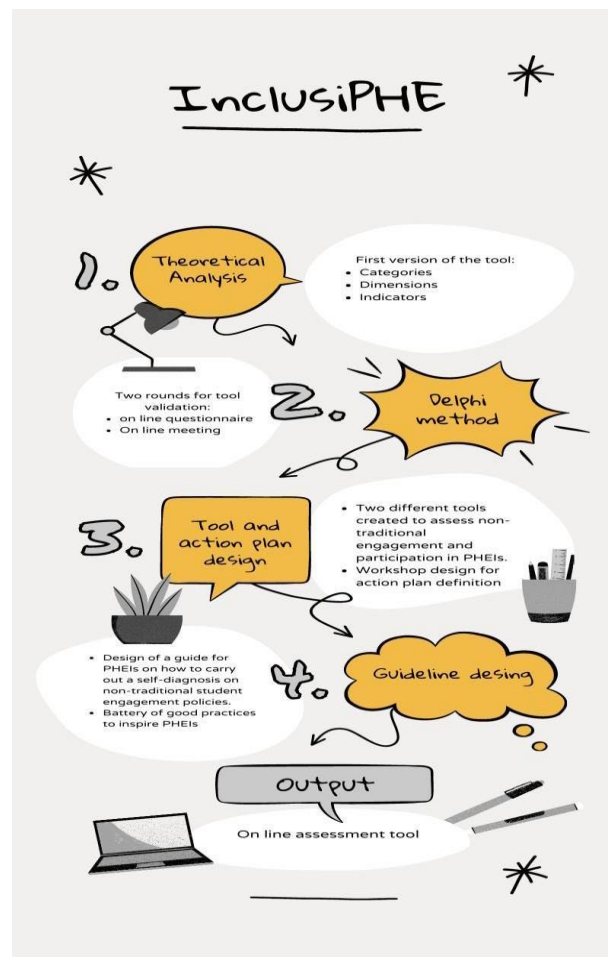 InclusiPHE
1.
Theoretical
Analysis
First version of the tool:
• Categories
• Dimensions
• Indicators
Two rounds for tool
validation:
• on line questionnaire
• On line meeting
2.
Delphi
method
3.
Tool and
action plan
design
• Two different tools
created to assess non-
traditional
engagement and
participation in PHEIs.
• Workshop design for
action plan definition
• Design of a guide for
PHEIs on how to carry
out a self-diagnosis on
non-traditional student
engagement policies.
• Battery of good practices
to inspire PHEIs
4.
Guideline desing
Output
On line assessment tool